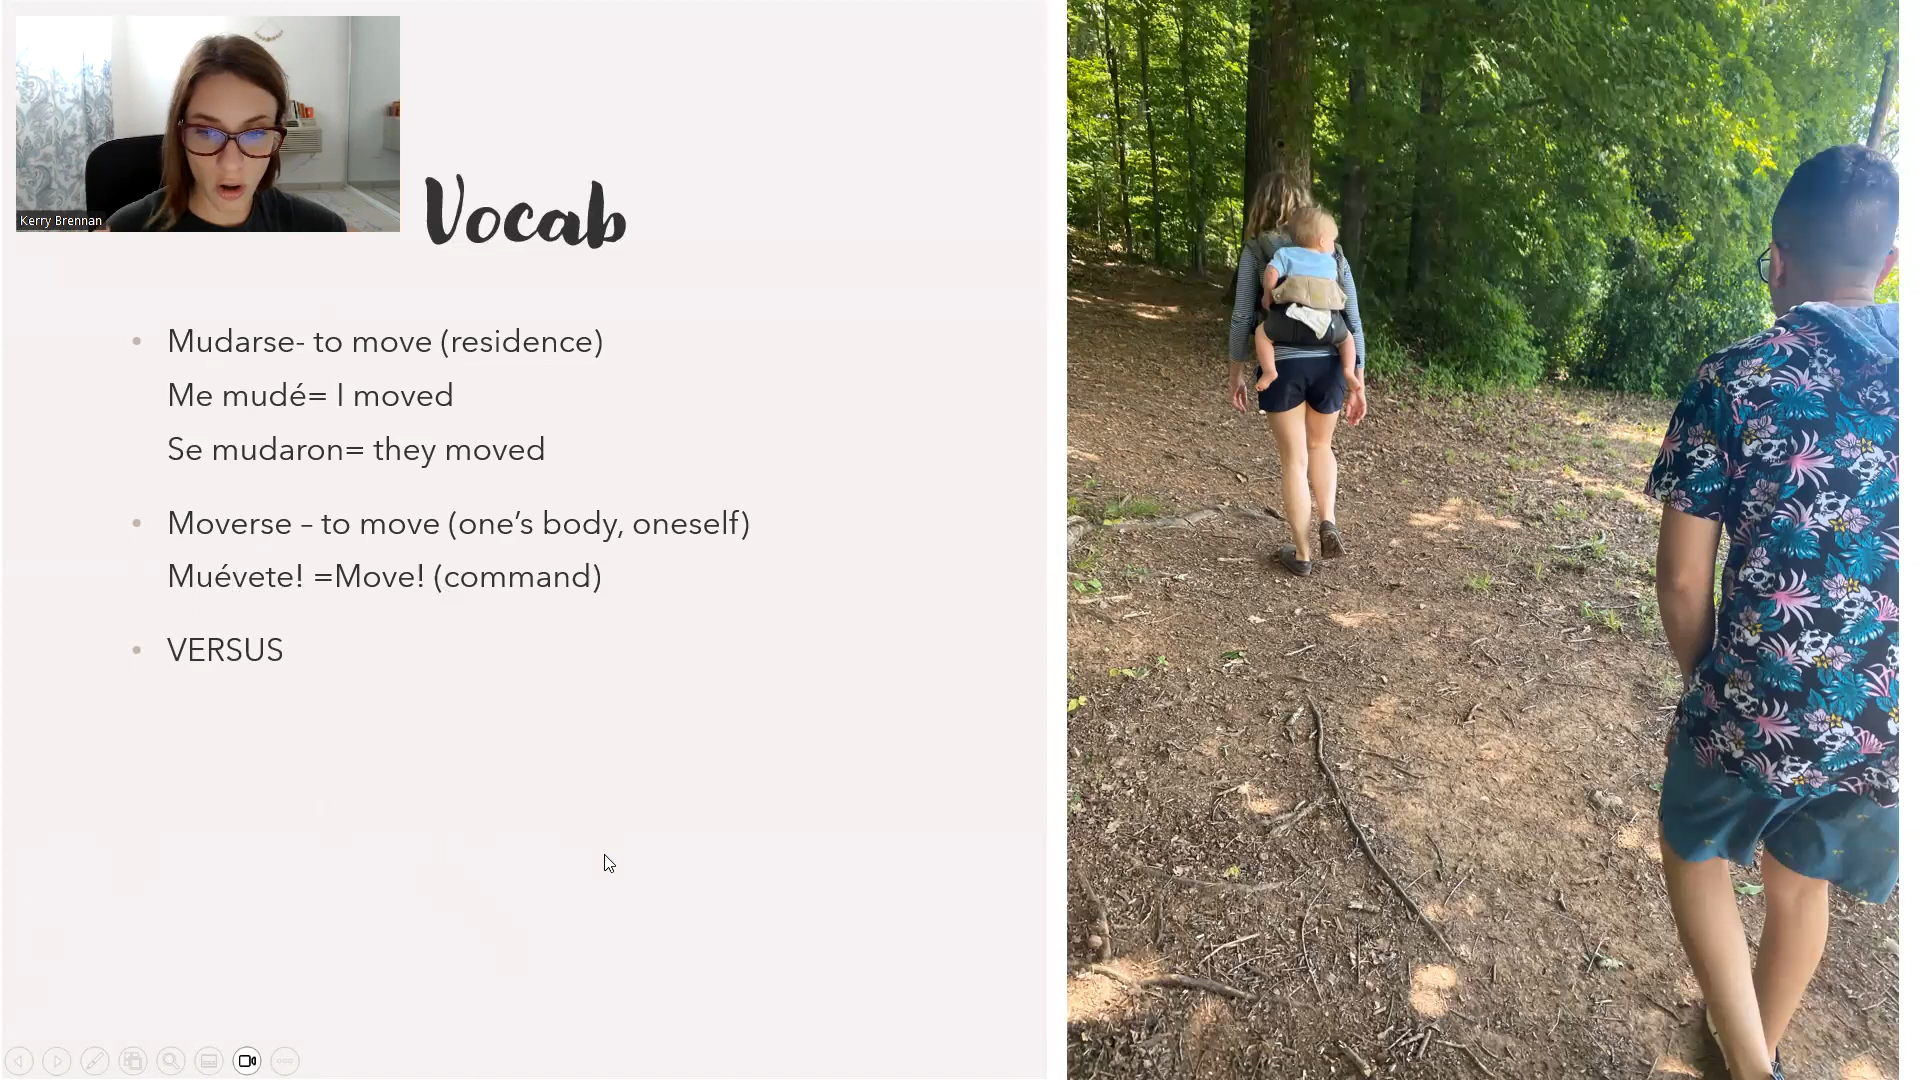 Kerry Brennan
Vocab
Mudarse- to move (residence)
Me mudé= I moved
Se mudaron= they moved
Moverse – to move (one’s body, oneself)
Muévete! =Move! (command)
VERSUS